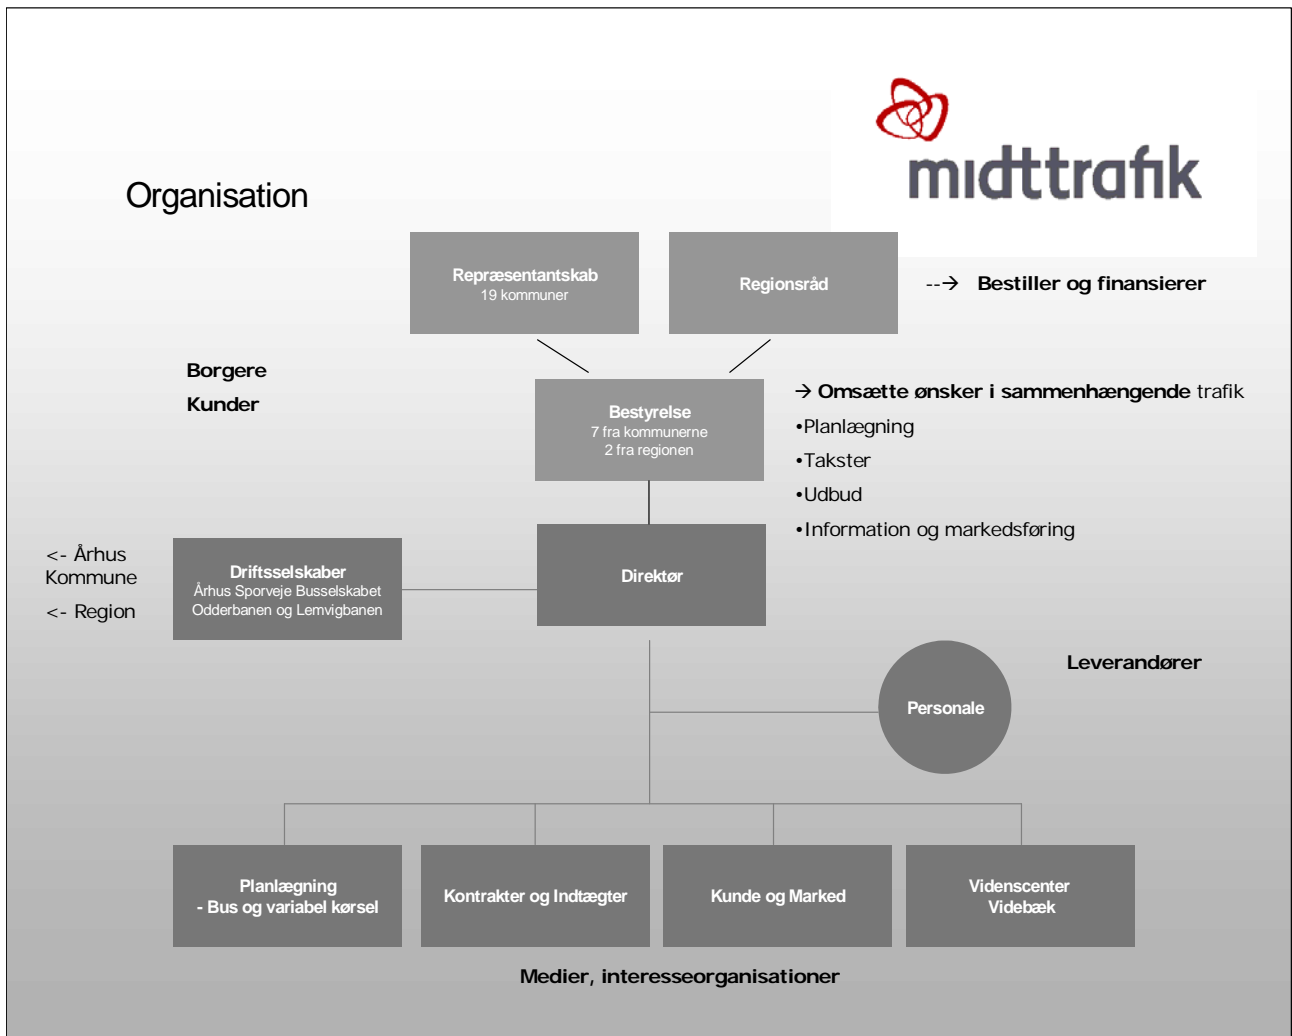 midttrafik
Organisation
Repræsentantskab
19 kommuner
Regionsråd
--→ Bestiller og finansierer
Borgere
Kunder
Bestyrelse
7 fra kommunerne
2 fra regionen
→ Omsætte ønsker i sammenhængende trafik
•Planlægning
•Takster
•Udbud
•Information og markedsføring
<- Århus
Kommune
<- Region
Driftsselskaber
Århus Sporveje Busselskabet
Odderbanen og Lemvigbanen
Direktør
Leverandører
Personale
Planlægning
- Bus og variabel kørsel
Kontrakter og Indtægter
Kunde og Marked
Videnscenter
Videbæk
Medier, interesseorganisationer